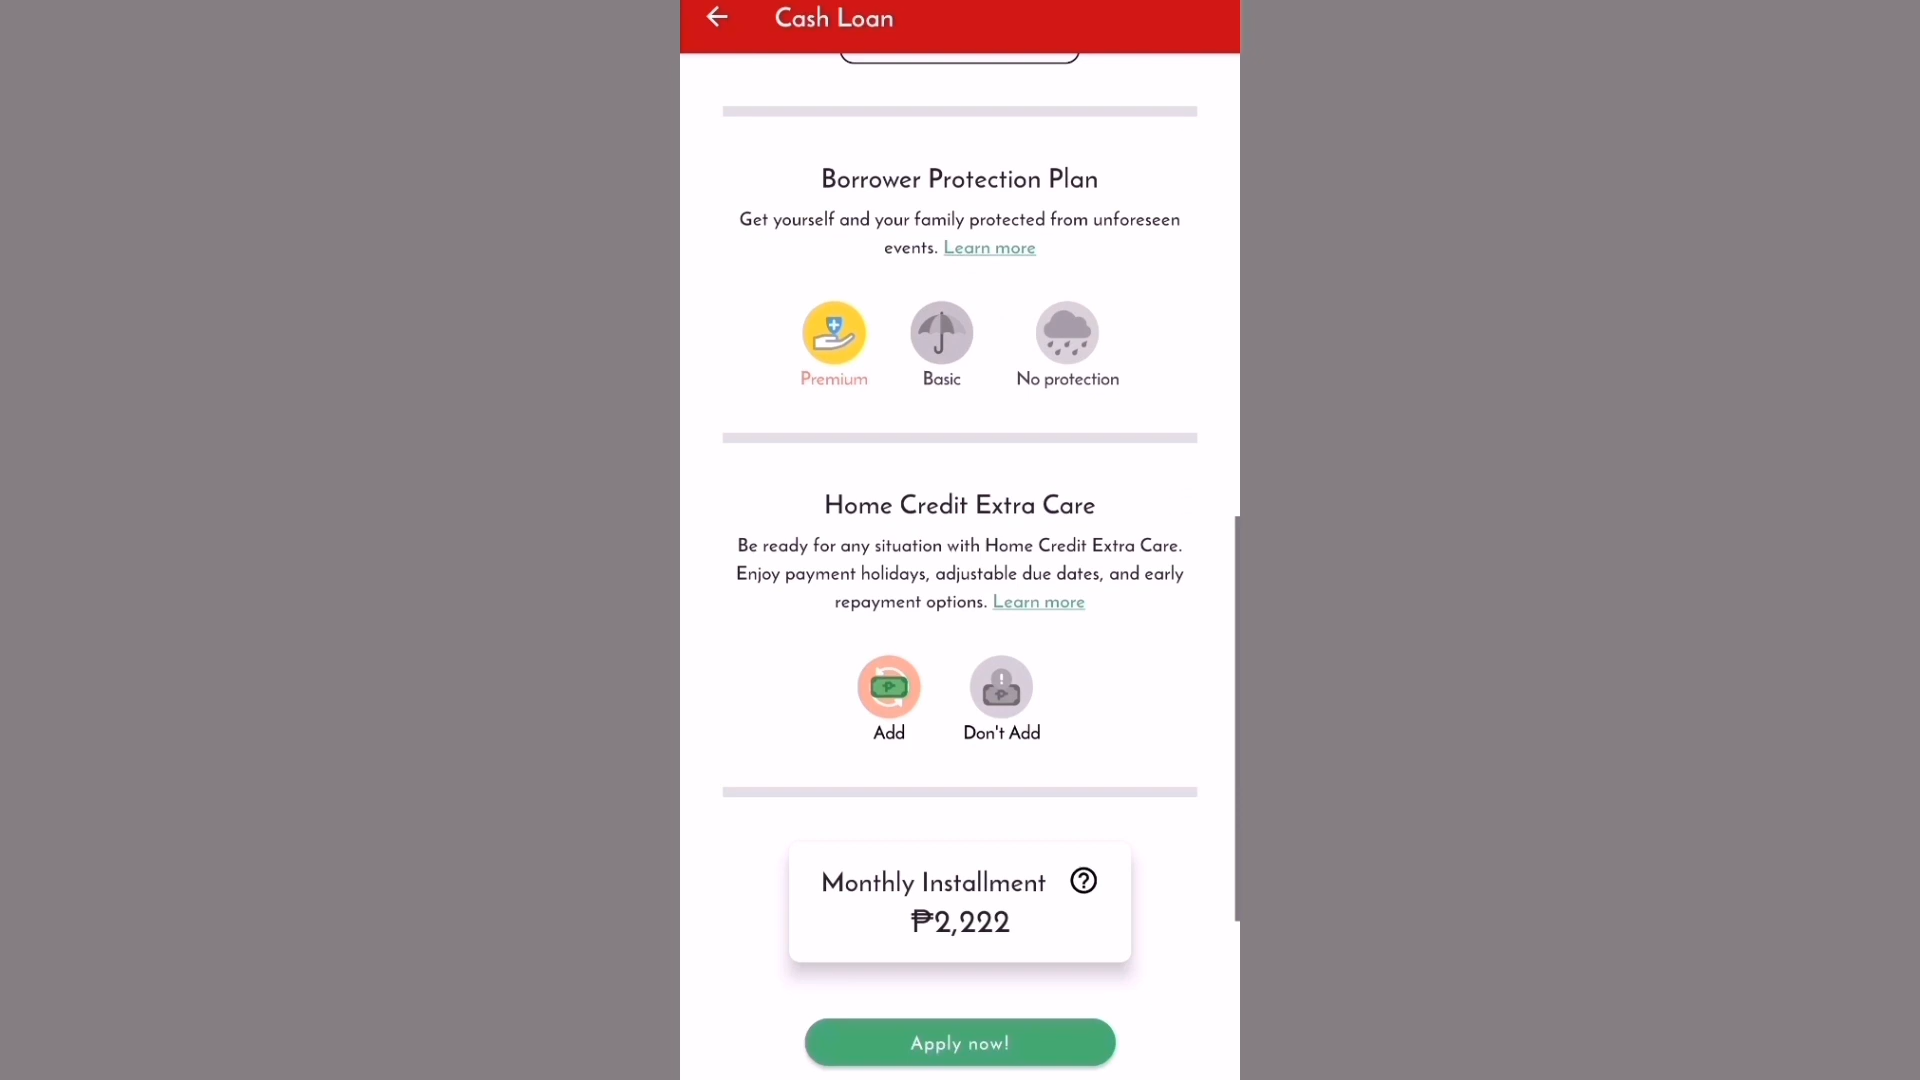 Cash Loan
Borrower Protection Plan
Get yourself and your family protected from unforeseen
events. Learn more
Premium Basic No protection
Home Credit Extra Care
Be ready for any situation with Home Credit Extra Care.
Enjoy payment holidays, adjustable due dates, and early
repayment options. Learn more
Add Don't Add
Monthly Installment
₱2,222
Apply now!